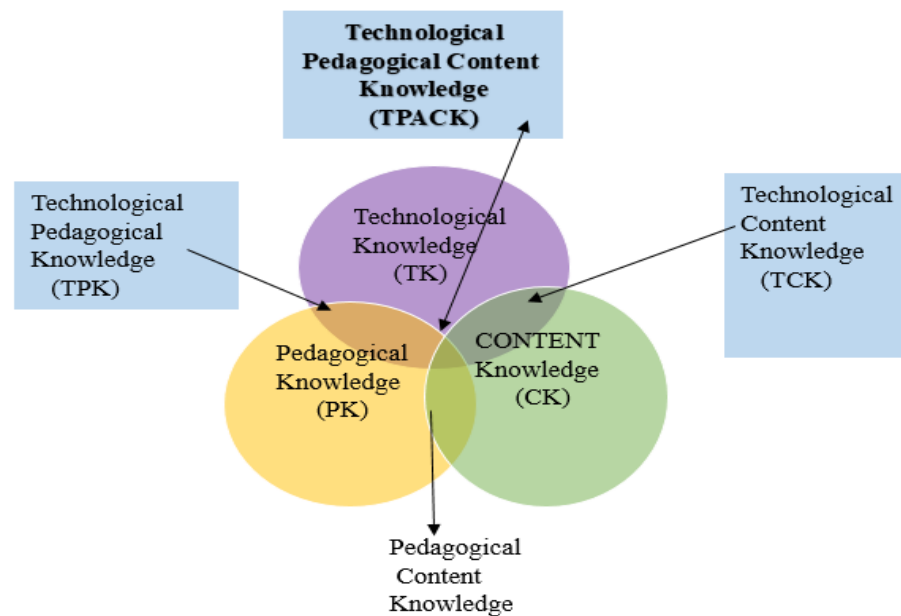 Technological
Pedagogical Content
Knowledge
(TPACK)
Technological
Pedagogical
Knowledge
(TPK)
Technological
Knowledge
(TK)
Technological
Content
Knowledge
(TCK)
Pedagogical
Knowledge
(PK)
CONTENT
Knowledge
(CK)
Pedagogical
Content
Knowledge